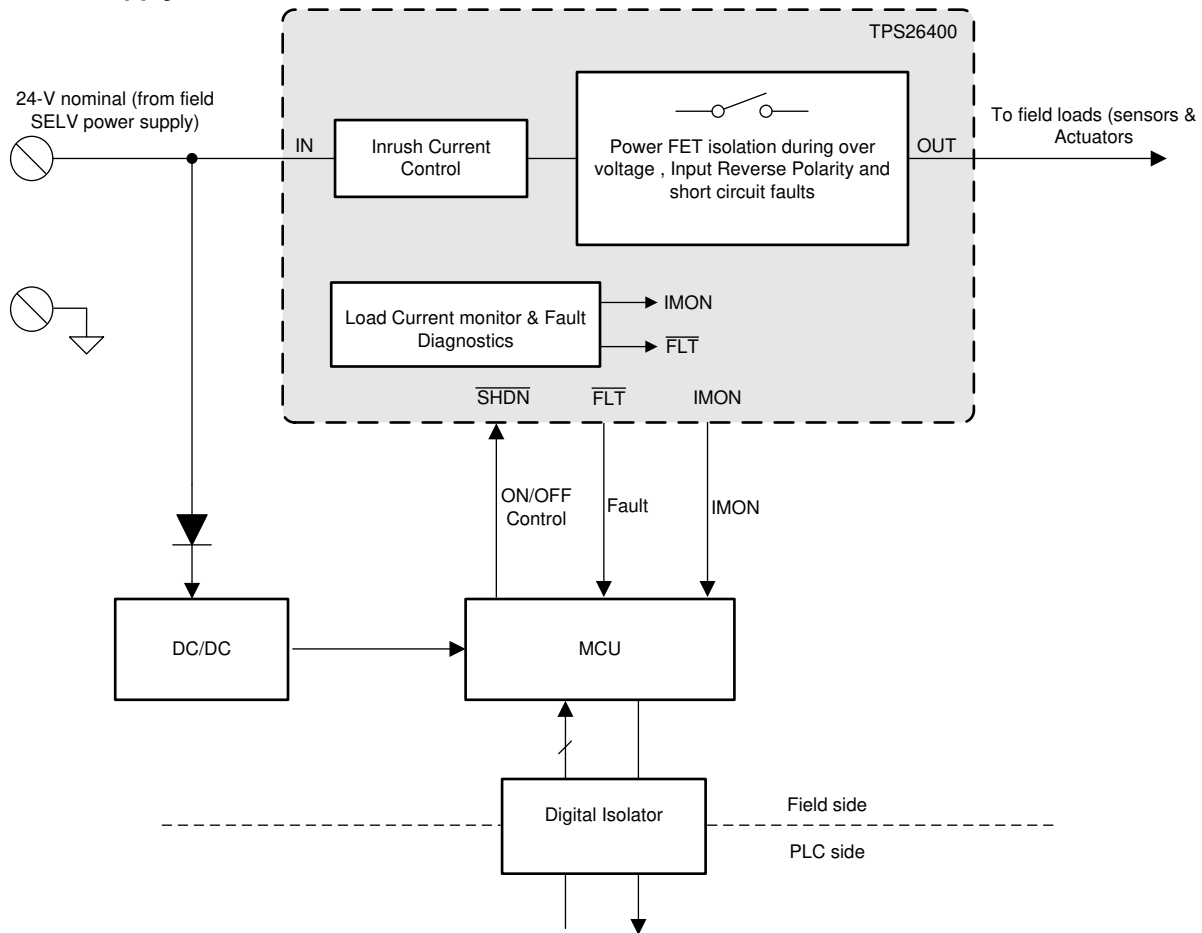 TPS26400
24-V nominal (from field
SELV power supply)
IN
Inrush Current
Control
Power FET isolation during over
voltage , Input Reverse Polarity and
short circuit faults
OUT
To field loads (sensors &
Actuators
Load Current monitor & Fault
Diagnostics
IMON
FLT
SHDN
FLT
IMON
ON/OFF
Control
Fault
IMON
DC/DC
MCU
Digital Isolator
Field side
PLC side